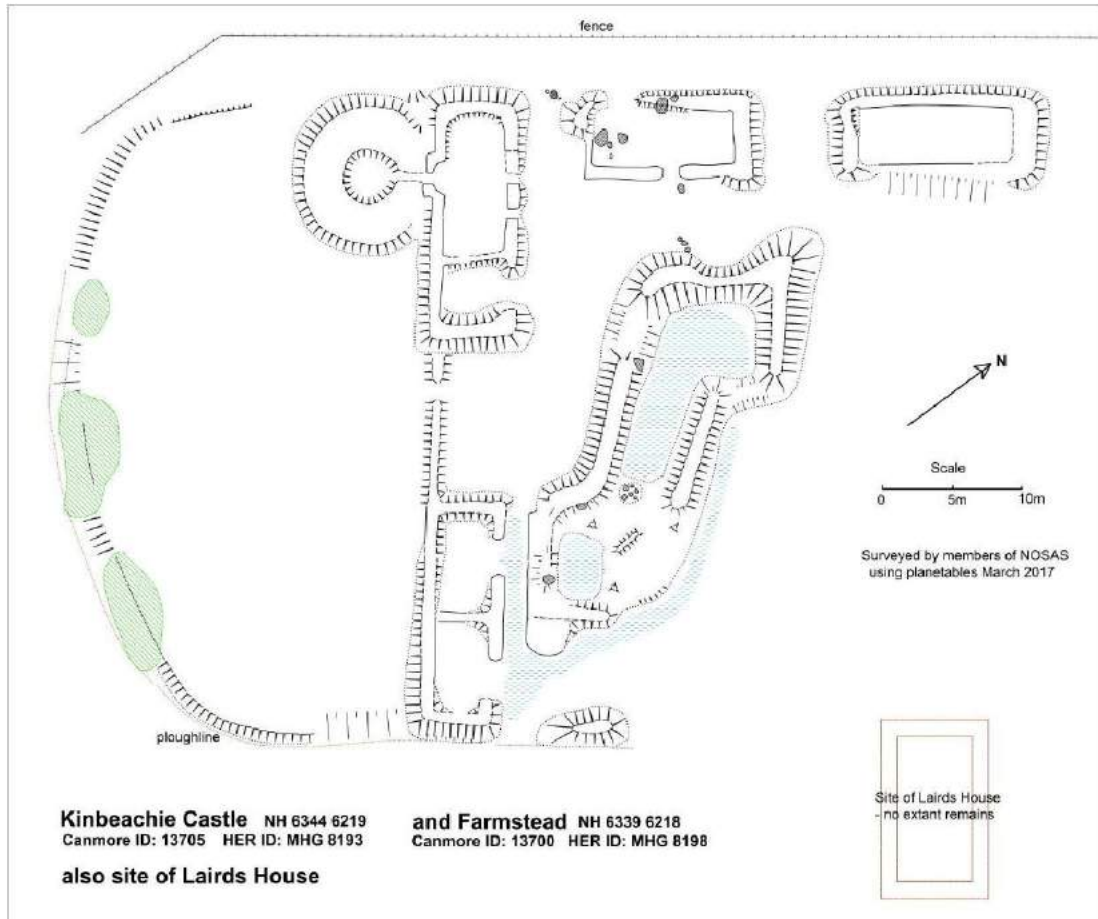 fence
N
Scale
0 5m 10m
Surveyed by members of NOSAS
using planetables March 2017
ploughline
Site of Lairds House
- no extant remains
Kinbeachie Castle NH 6344 6219
Canmore ID: 13705 HER ID: MHG 8193
and Farmstead NH 6339 6218
Canmore ID: 13700 HER ID: MHG 8198
also site of Lairds House